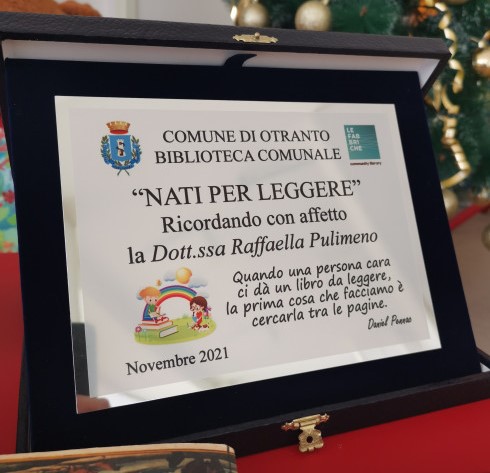 COMUNE DI OTRANTO
BIBLIOTECA COMUNALE
LE
FAB
BRI
CHE
community library
“NATI PER LEGGERE”
Ricordando con affetto
la Dott.ssa Raffaella Pulimeno
Quando una persona cara
ci dà un libro da leggere,
la prima cosa che facciamo è
cercarla tra le pagine.
Daniel Pennac
Novembre 2021